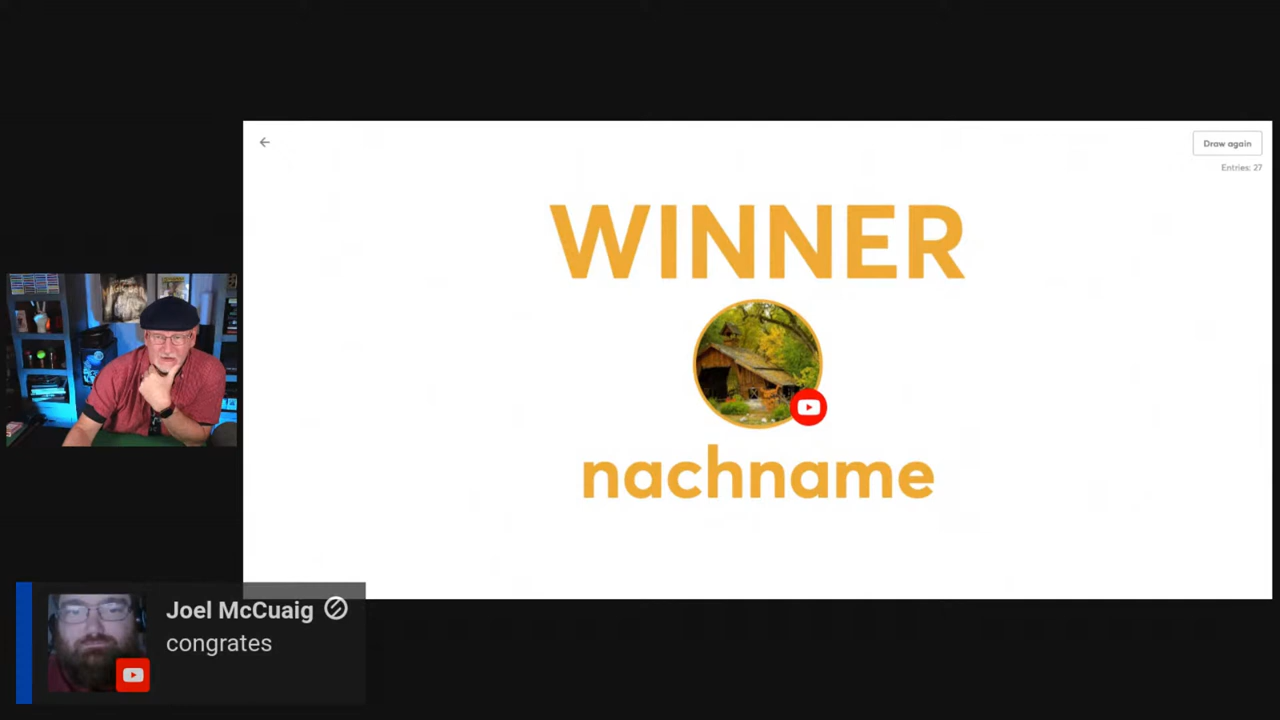 Draw again
Entries: 27
WINNER
nachname
Joel McCuaig
congrates